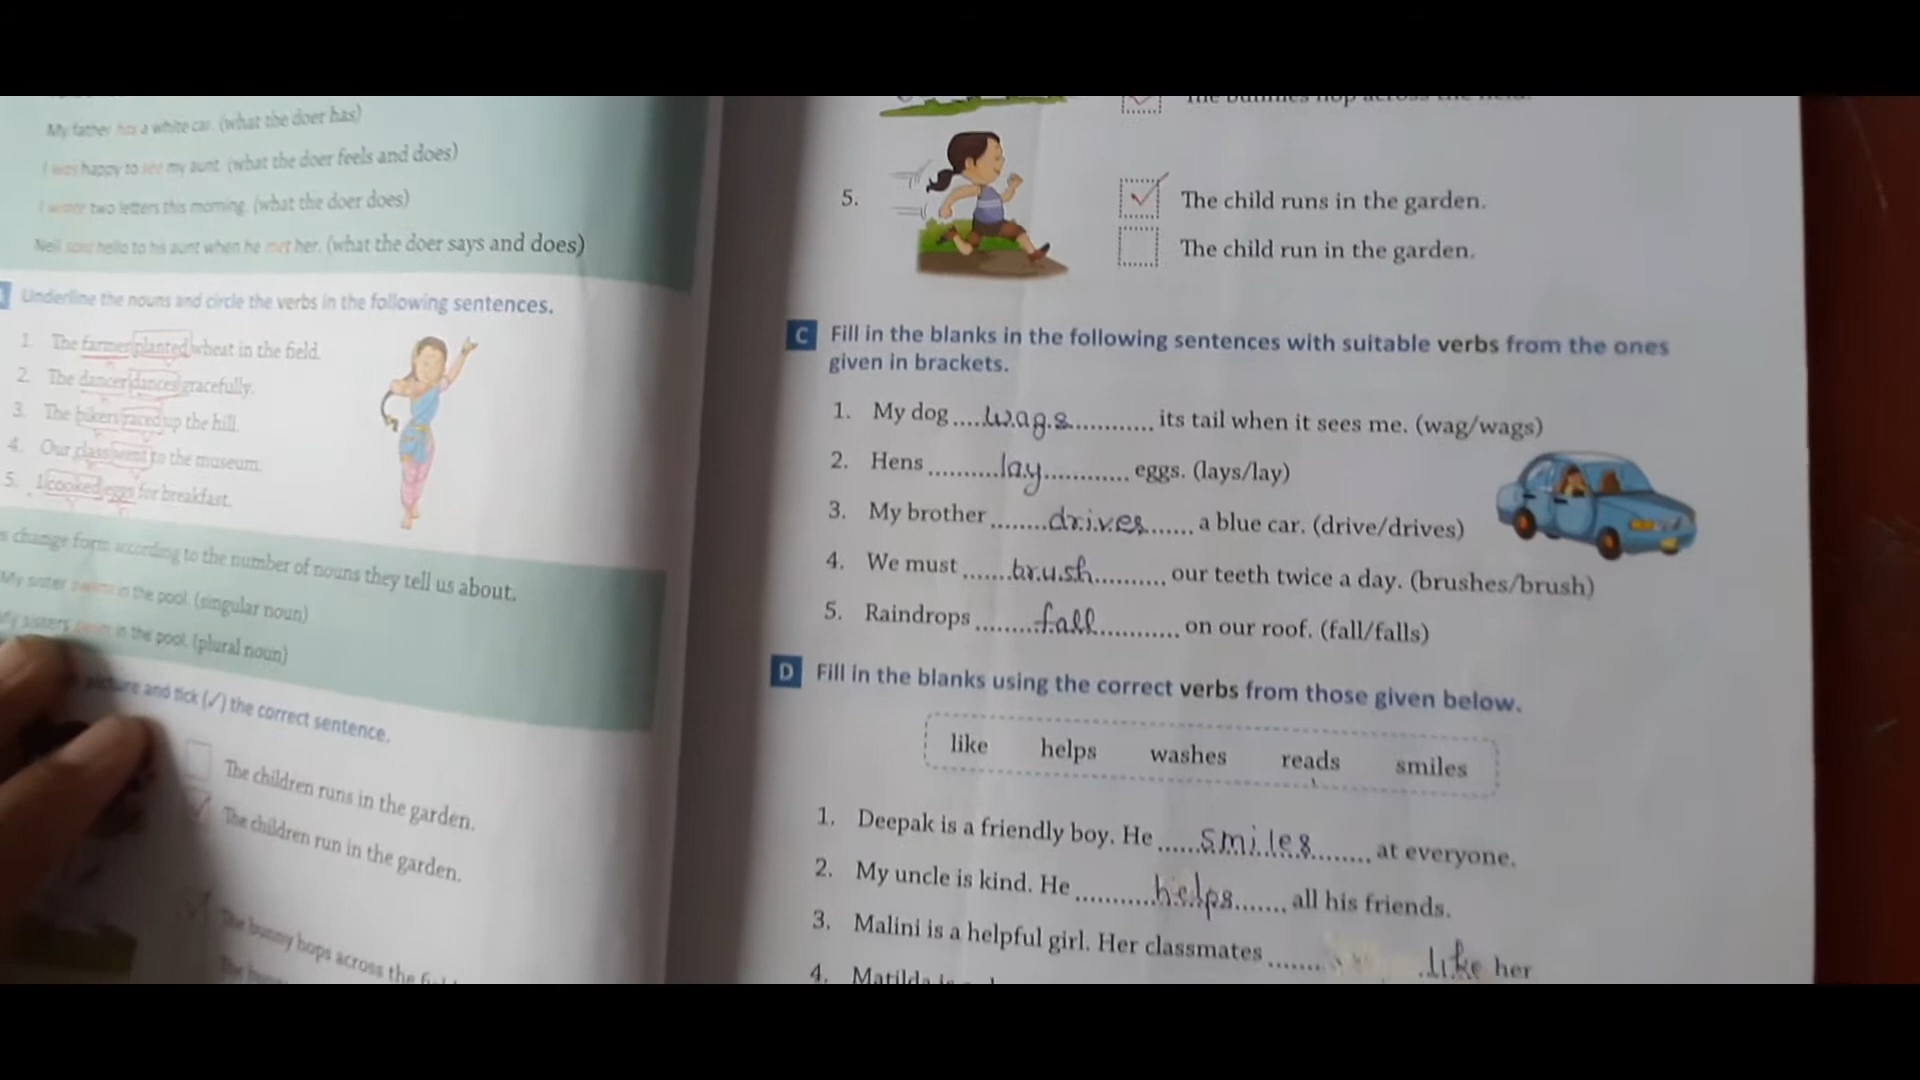 My father has a white car. (what the doer has)
I was happy to see my aunt. (what the doer feels and does)
I wrote two letters this morning. (what the doer does)
Neil said hello to his aunt when he met her. (what the doer says and does)
Underline the nouns and circle the verbs in the following sentences.
1. The farmer planted wheat in the field.
2. The dancer dances gracefully.
3. The bikers raced up the hill.
4. Our class went to the museum.
5. I cooked eggs for breakfast.
change form according to the number of nouns they tell us about.
My sister swims in the pool. (singular noun)
My sisters swim in the pool. (plural noun)
picture and tick (✓) the correct sentence.
The children runs in the garden.
The children run in the garden.
The bunny hops across the
The bunnies hop across the field.
5.
The child runs in the garden.
The child run in the garden.
C Fill in the blanks in the following sentences with suitable verbs from the ones
given in brackets.
1. My dog ....wags............ its tail when it sees me. (wag/wags)
2. Hens ..........lay............ eggs. (lays/lay)
3. My brother ........drives....... a blue car. (drive/drives)
4. We must .......brush.......... our teeth twice a day. (brushes/brush)
5. Raindrops .........fall............ on our roof. (fall/falls)
D Fill in the blanks using the correct verbs from those given below.
like helps washes reads smiles
1. Deepak is a friendly boy. He ......smiles........ at everyone.
2. My uncle is kind. He ...........helps....... all his friends.
3. Malini is a helpful girl. Her classmates ....... like her
4. Matilda is